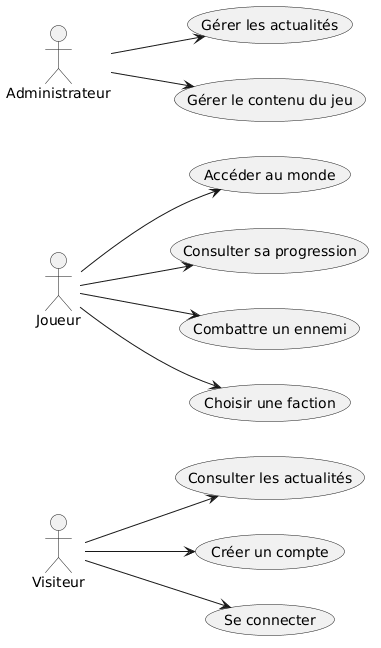 Gérer les actualités
Administrateur
Gérer le contenu du jeu
Accéder au monde
Consulter sa progression
Joueur
Combattre un ennemi
Choisir une faction
Consulter les actualités
Créer un compte
Visiteur
Se connecter